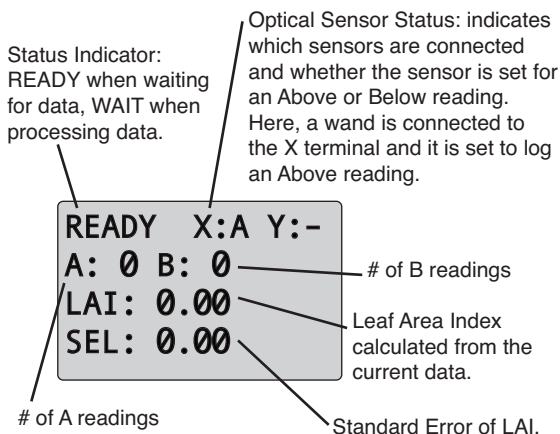 Optical Sensor Status: indicates
which sensors are connected
and whether the sensor is set for
an Above or Below reading.
Here, a wand is connected to
the X terminal and it is set to log
an Above reading.
Status Indicator:
READY when waiting
for data, WAIT when
processing data.
READY X:A Y:-
A: 0 B: 0
LAI: 0.00
SEL: 0.00
# of B readings
Leaf Area Index
calculated from the
current data.
# of A readings
Standard Error of LAI.